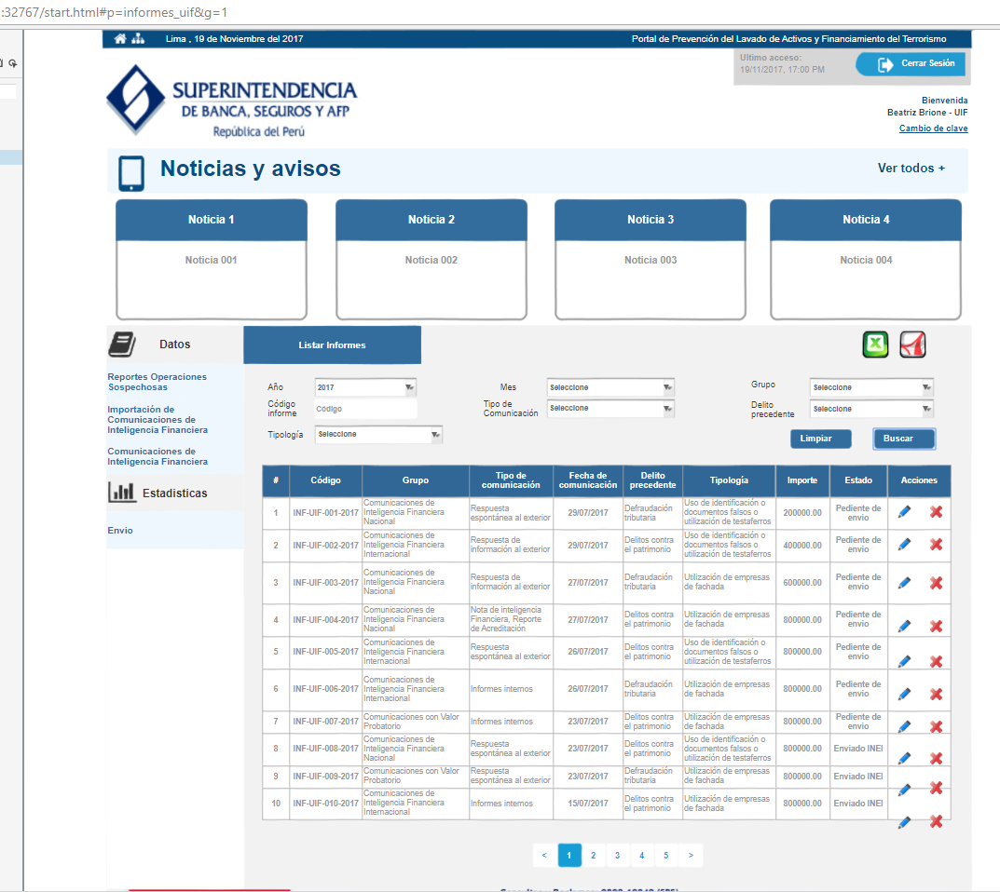 :32767/start.html#p=informes_uif&g=1
Lima , 19 de Noviembre del 2017 Portal de Prevención del Lavado de Activos y Financiamiento del Terrorismo
Ultimo acceso:
19/11/2017, 17:00 PM
Cerrar Sesión
SUPERINTENDENCIA
DE BANCA, SEGUROS Y AFP
República del Perú
Bienvenida
Beatriz Brione - UIF
Cambio de clave
Noticias y avisos Ver todos +
Noticia 1 Noticia 2 Noticia 3 Noticia 4
Noticia 001 Noticia 002 Noticia 003 Noticia 004
Datos
Reportes Operaciones
Sospechosas
Importación de
Comunicaciones de
Inteligencia Financiera
Comunicaciones de
Inteligencia Financiera
Estadisticas
Envio
Listar Informes
Año 2017 Mes Seleccione Grupo Seleccione
Código
informe Código
Tipo de
Comunicación Seleccione
Delito
precedente Seleccione
Tipología Seleccione
Limpiar Buscar
# Código Grupo Tipo de comunicación Fecha de comunicación Delito precedente Tipología Importe Estado Acciones
1 INF-UIF-001-2017 Comunicaciones de Inteligencia Financiera Nacional Respuesta espontánea al exterior 29/07/2017 Defraudación tributaria Uso de identificación o documentos falsos o utilización de testaferros 200000.00 Pediente de envio
2 INF-UIF-002-2017 Comunicaciones de Inteligencia Financiera Internacional Respuesta de información al exterior 29/07/2017 Delitos contra el patrimonio Uso de identificación o documentos falsos o utilización de testaferros 400000.00 Pediente de envio
3 INF-UIF-003-2017 Comunicaciones de Inteligencia Financiera Nacional Respuesta de información al exterior 27/07/2017 Defraudación tributaria Utilización de empresas de fachada 600000.00 Pediente de envio
4 INF-UIF-004-2017 Comunicaciones de Inteligencia Financiera Nacional Nota de inteligencia Financiera, Reporte de Acreditación 27/07/2017 Delitos contra el patrimonio Utilización de empresas de fachada 800000.00 Pediente de envio
5 INF-UIF-005-2017 Comunicaciones de Inteligencia Financiera Internacional Respuesta espontánea al exterior 26/07/2017 Delitos contra el patrimonio Uso de identificación o documentos falsos o utilización de testaferros 800000.00 Pediente de envio
6 INF-UIF-006-2017 Comunicaciones de Inteligencia Financiera Internacional Informes internos 26/07/2017 Defraudación tributaria Utilización de empresas de fachada 800000.00 Pediente de envio
7 INF-UIF-007-2017 Comunicaciones con Valor Probatorio Informes internos 23/07/2017 Delitos contra el patrimonio Utilización de empresas de fachada 800000.00 Pediente de envio
8 INF-UIF-008-2017 Comunicaciones de Inteligencia Financiera Nacional Respuesta espontánea al exterior 23/07/2017 Delitos contra el patrimonio Uso de identificación o documentos falsos o utilización de testaferros 800000.00 Enviado INEI
9 INF-UIF-009-2017 Comunicaciones con Valor Probatorio Respuesta espontánea al exterior 23/07/2017 Defraudación tributaria Utilización de empresas de fachada 800000.00 Enviado INEI
10 INF-UIF-010-2017 Comunicaciones de Inteligencia Financiera Internacional Informes internos 15/07/2017 Delitos contra el patrimonio Utilización de empresas de fachada 800000.00 Enviado INEI
< 1 2 3 4 5 >